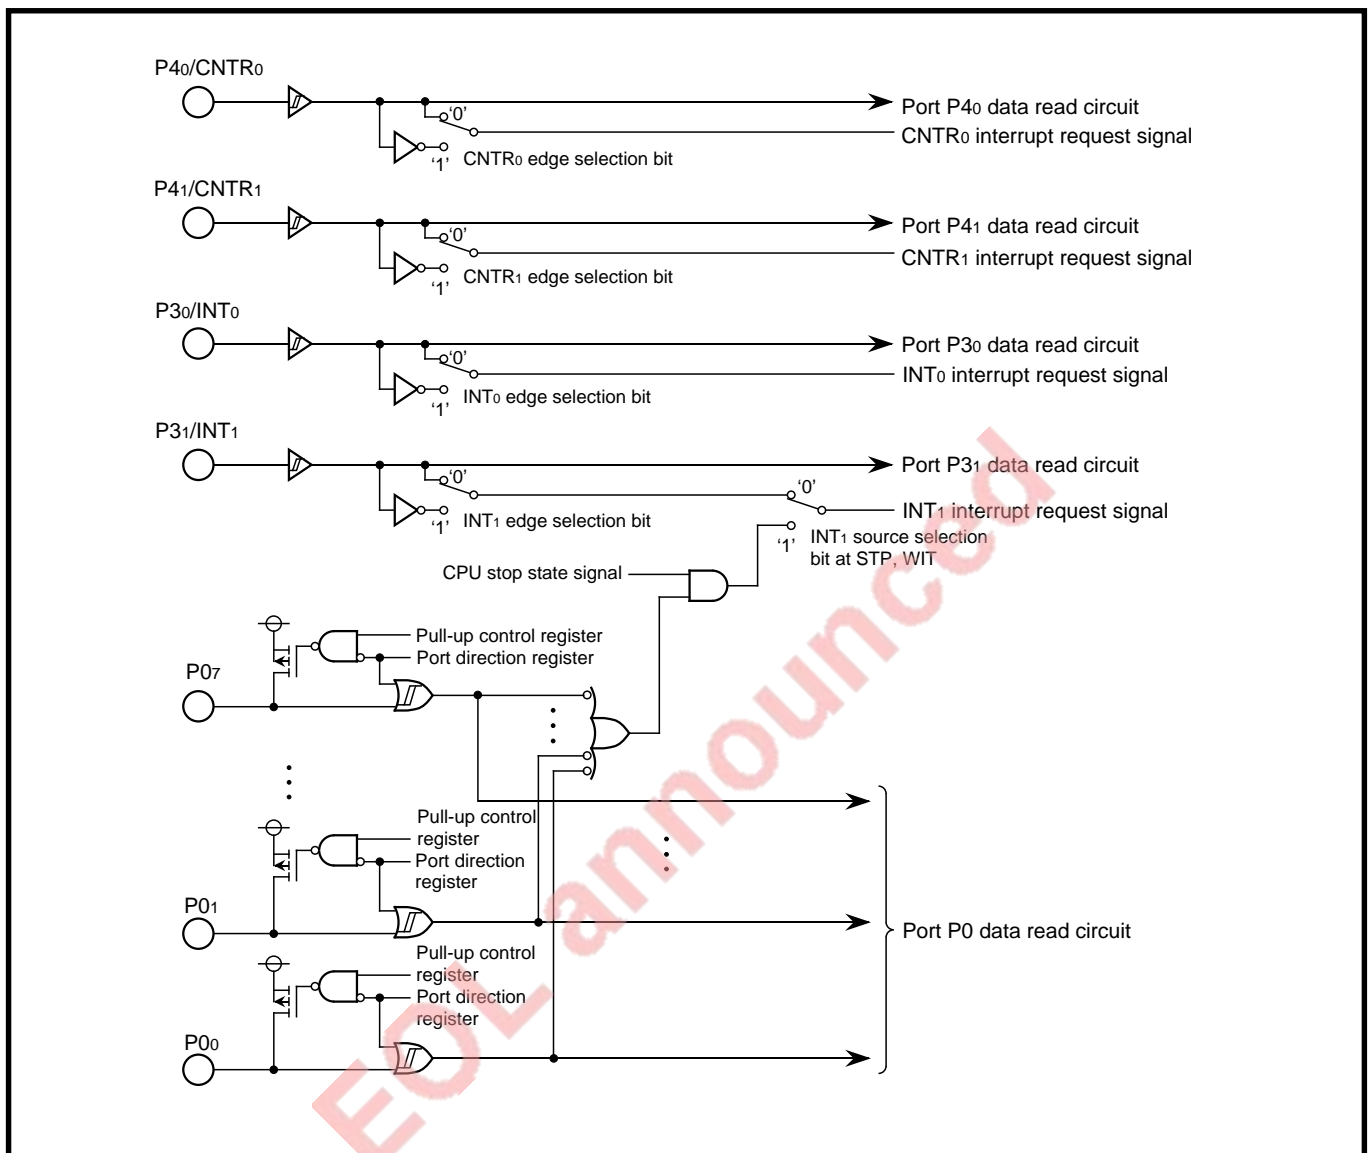 P40/CNTR0
Port P40 data read circuit
‘0’
CNTR0 interrupt request signal
‘1’ CNTR0 edge selection bit
P41/CNTR1
Port P41 data read circuit
‘0’
CNTR1 interrupt request signal
‘1’ CNTR1 edge selection bit
P30/INT0
Port P30 data read circuit
‘0’
INT0 interrupt request signal
‘1’ INT0 edge selection bit
P31/INT1
Port P31 data read circuit
‘0’
‘0’
INT1 interrupt request signal
‘1’ INT1 edge selection bit
‘1’ INT1 source selection
bit at STP, WIT
CPU stop state signal
Pull-up control register
Port direction register
P07
Pull-up control
register
Port direction
register
P01
Port P0 data read circuit
Pull-up control
register
Port direction
register
P00
EOL announced